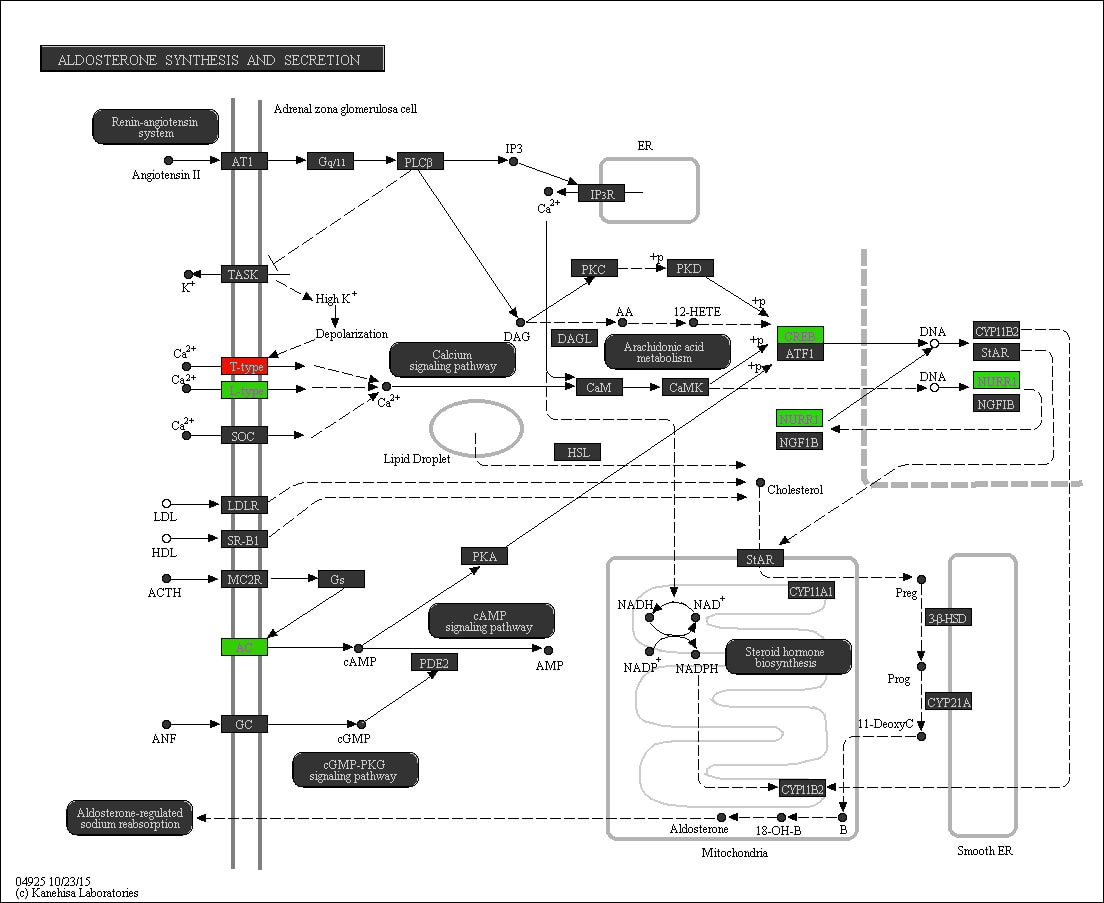 ALDOSTERONE SYNTHESIS AND SECRETION
Adrenal zona glomerulosa cell
Renin-angiotensin
system
Angiotensin II
AT1
Gq/11
PLCβ
IP3
ER
IP3R
Ca2+
TASK
K+
High K+
Depolarization
PKC
+p
PKD
+p
DAG
AA
12-HETE
DAGL
Arachidonic acid
metabolism
+p
+p
CREB
ATF1
DNA
CYP11B2
StAR
Ca2+
T-type
Ca2+
L-type
Calcium
signaling pathway
Ca2+
CaM
CaMK
DNA
NURR1
NGFIB
NURR1
NGF1B
Ca2+
SOC
Lipid Droplet
HSL
Cholesterol
LDL
LDLR
HDL
SR-B1
ACTH
MC2R
Gs
PKA
StAR
CYP11A1
Preg
cAMP
signaling pathway
NADH
NAD+
3-β-HSD
AC
cAMP
AMP
PDE2
NADP+
NADPH
Steroid hormone
biosynthesis
Prog
CYP21A
ANF
GC
cGMP
11-DeoxyC
cGMP-PKG
signaling pathway
CYP11B2
Aldosterone-regulated
sodium reabsorption
Aldosterone
18-OH-B
B
Mitochondria
Smooth ER
04925 10/23/15
(c) Kanehisa Laboratories